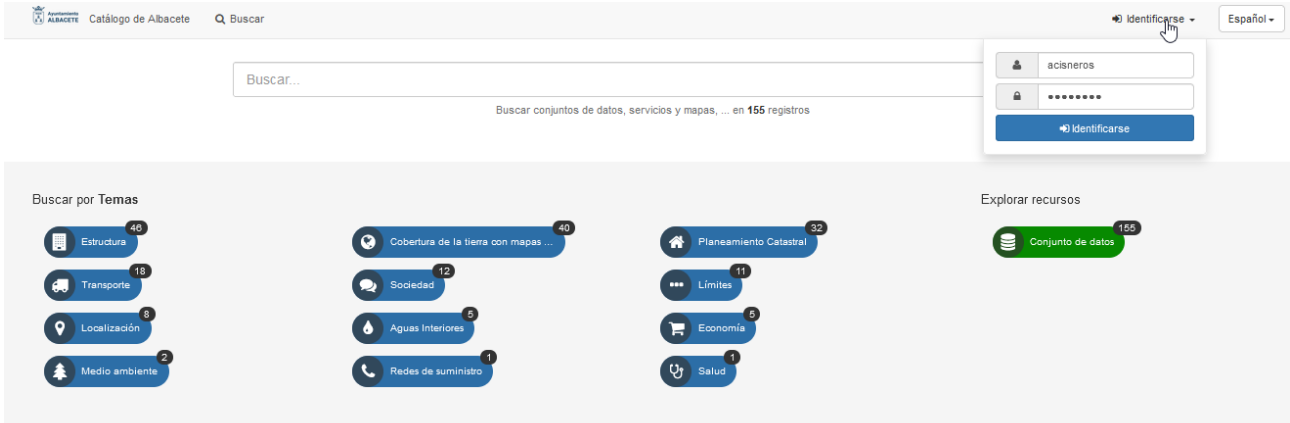 Ayuntamiento
ALBACETE
Catálogo de Albacete
Buscar
Identificarse
Español
Buscar...
acisneros
Buscar conjuntos de datos, servicios y mapas, ... en 155 registros
Identificarse
Buscar por Temas
Explorar recursos
Estructura 46
Cobertura de la tierra con mapas ... 40
Planeamiento Catastral 32
Conjunto de datos 155
Transporte 18
Sociedad 12
Límites 11
Localización 8
Aguas Interiores 5
Economía 5
Medio ambiente 2
Redes de suministro 1
Salud 1